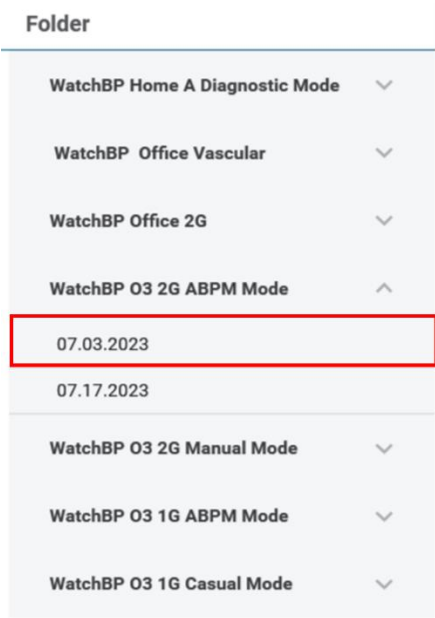 Folder
WatchBP Home A Diagnostic Mode
WatchBP Office Vascular
WatchBP Office 2G
WatchBP O3 2G ABPM Mode
07.03.2023
07.17.2023
WatchBP O3 2G Manual Mode
WatchBP O3 1G ABPM Mode
WatchBP O3 1G Casual Mode